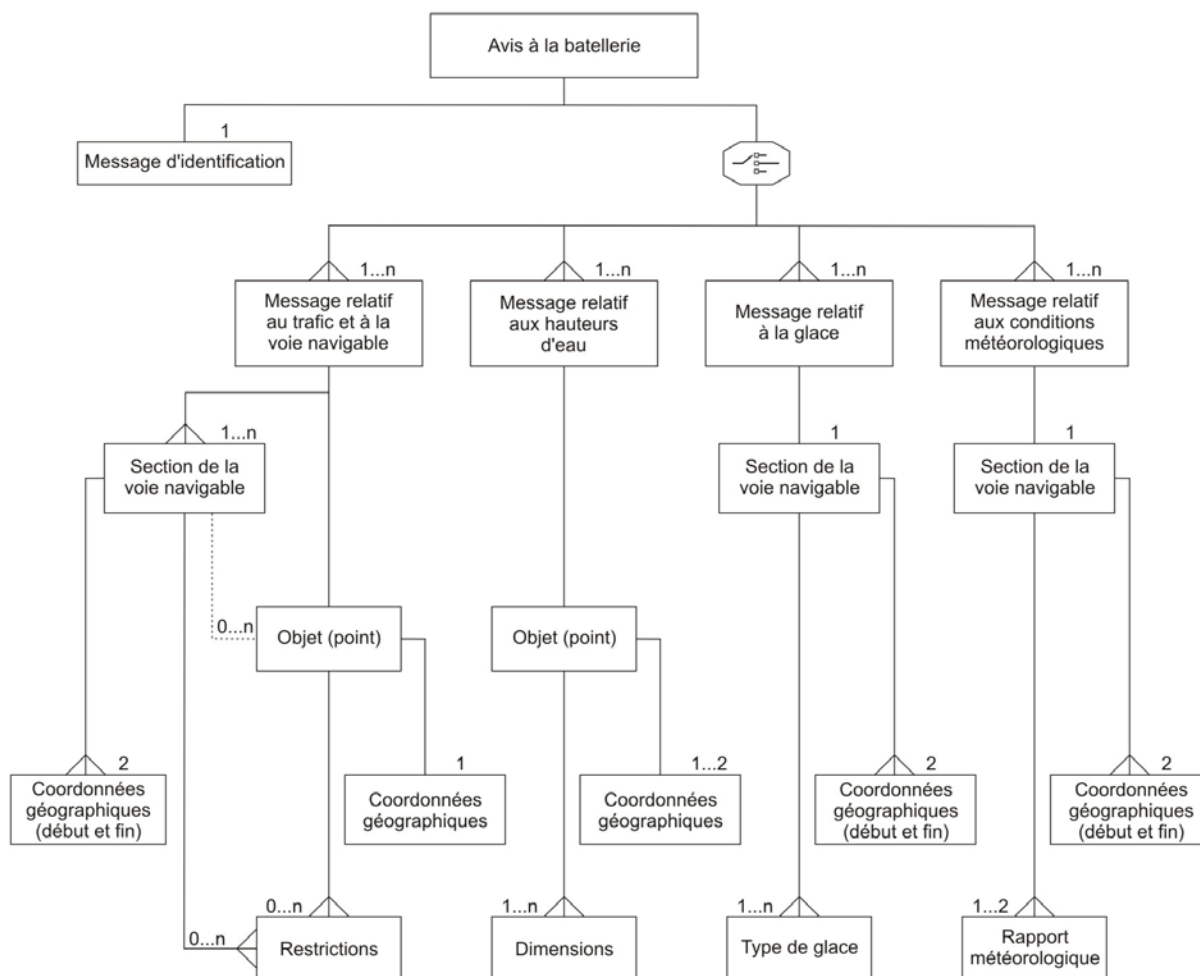 Avis à la batellerie
1
Message d'identification
1...n
1...n
1...n
1...n
Message relatif
au trafic et à la
voie navigable
Message relatif
aux hauteurs
d'eau
Message relatif
à la glace
Message relatif
aux conditions
météorologiques
1...n
1
1
Section de la
voie navigable
Section de la
voie navigable
Section de la
voie navigable
0...n
Objet (point)
Objet (point)
2
1
1...2
2
2
Coordonnées
géographiques
(début et fin)
Coordonnées
géographiques
Coordonnées
géographiques
Coordonnées
géographiques
(début et fin)
Coordonnées
géographiques
(début et fin)
0...n
1...n
1...n
1...2
0...n
Restrictions
Dimensions
Type de glace
Rapport
météorologique